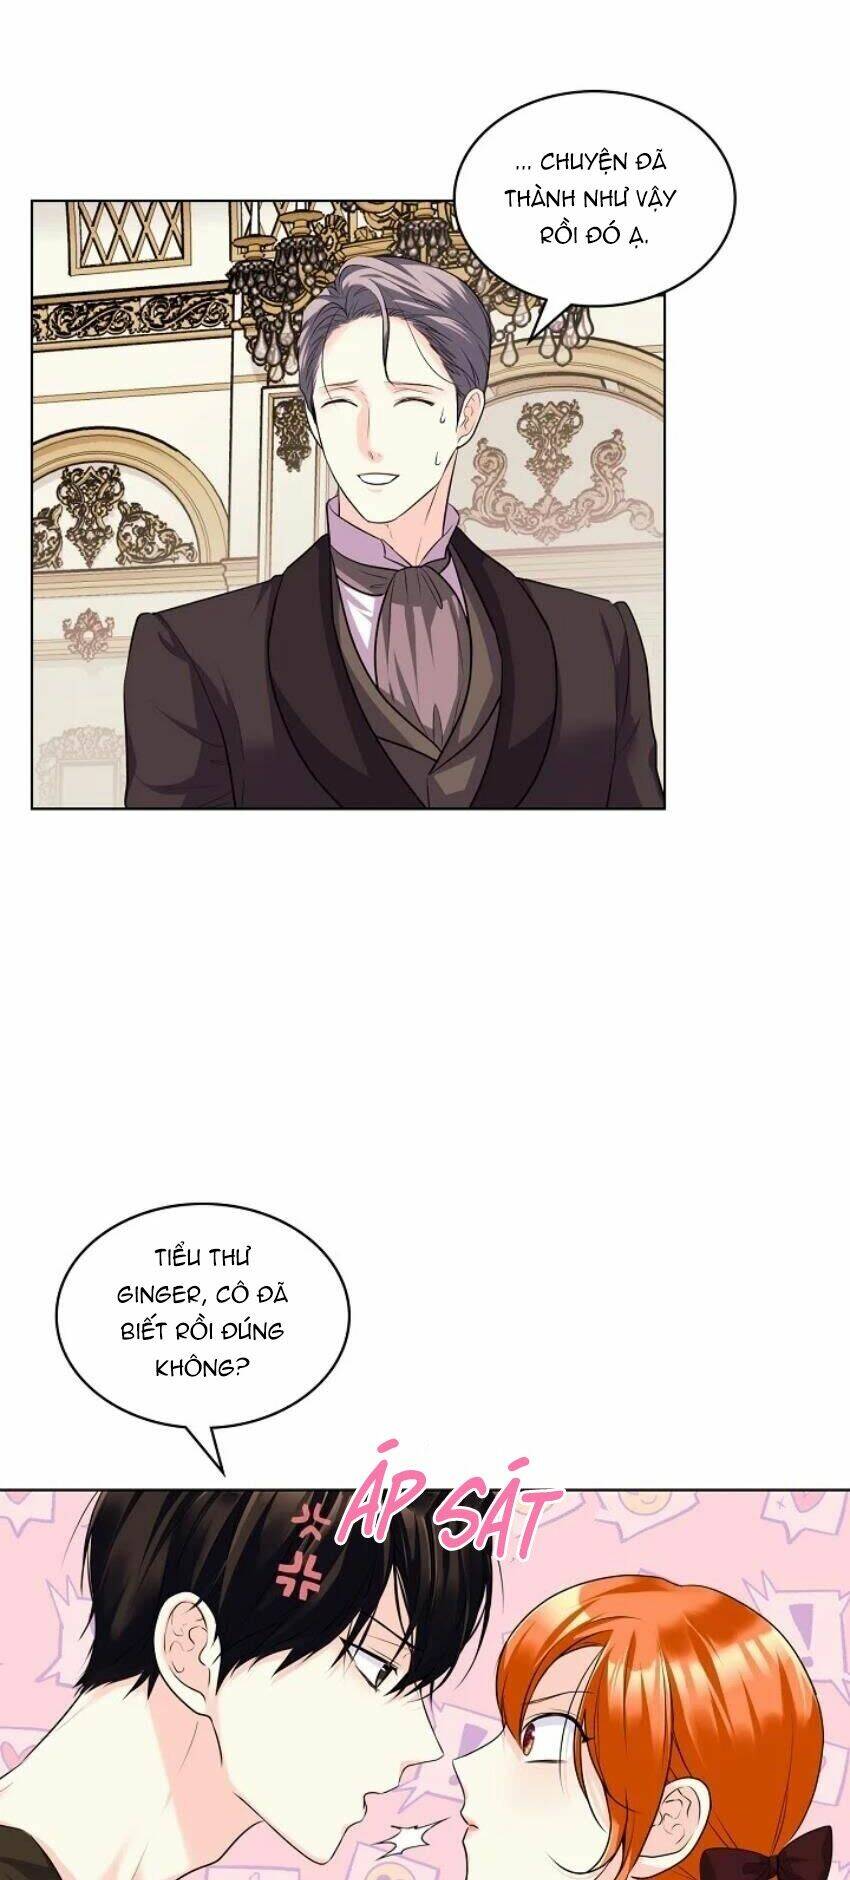 ... CHUYỆN ĐÃ
THÀNH NHƯ VẬY
RỒI ĐÓ Ạ.
TIỂU THƯ
GINGER, CÔ ĐÃ
BIẾT RỒI ĐÚNG
KHÔNG?
ÁP SÁT